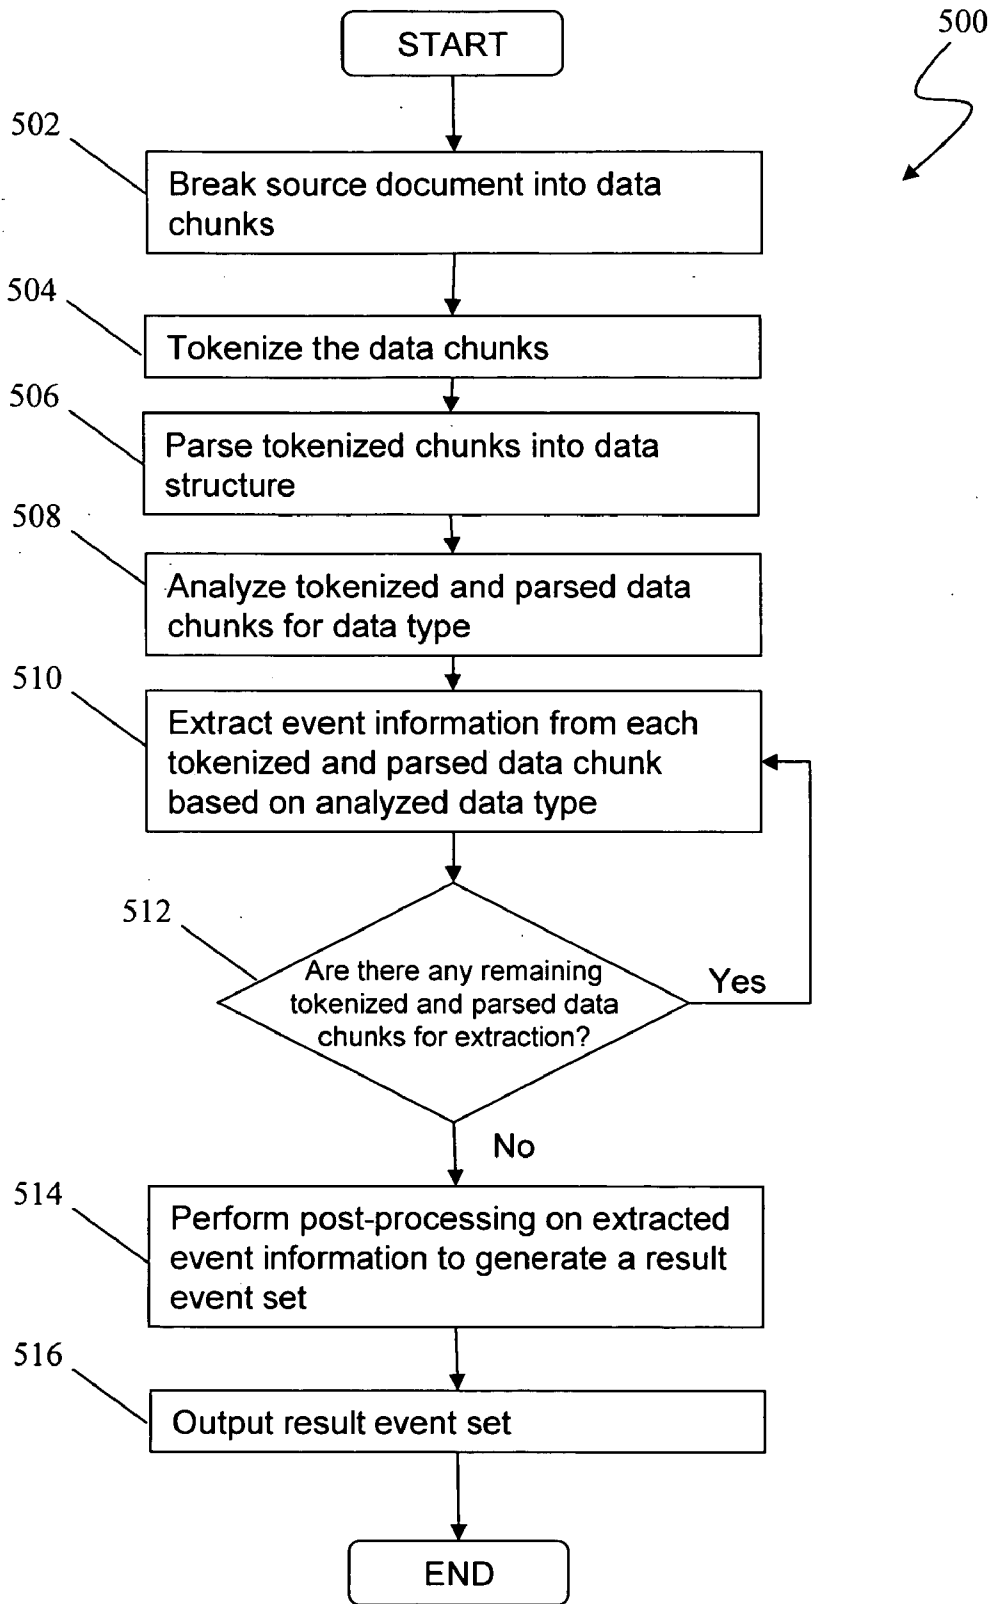 START
500
502
Break source document into data
chunks
504
Tokenize the data chunks
506
Parse tokenized chunks into data
structure
508
Analyze tokenized and parsed data
chunks for data type
510
Extract event information from each
tokenized and parsed data chunk
based on analyzed data type
512
Are there any remaining
tokenized and parsed data
chunks for extraction?
Yes
No
514
Perform post-processing on extracted
event information to generate a result
event set
516
Output result event set
END